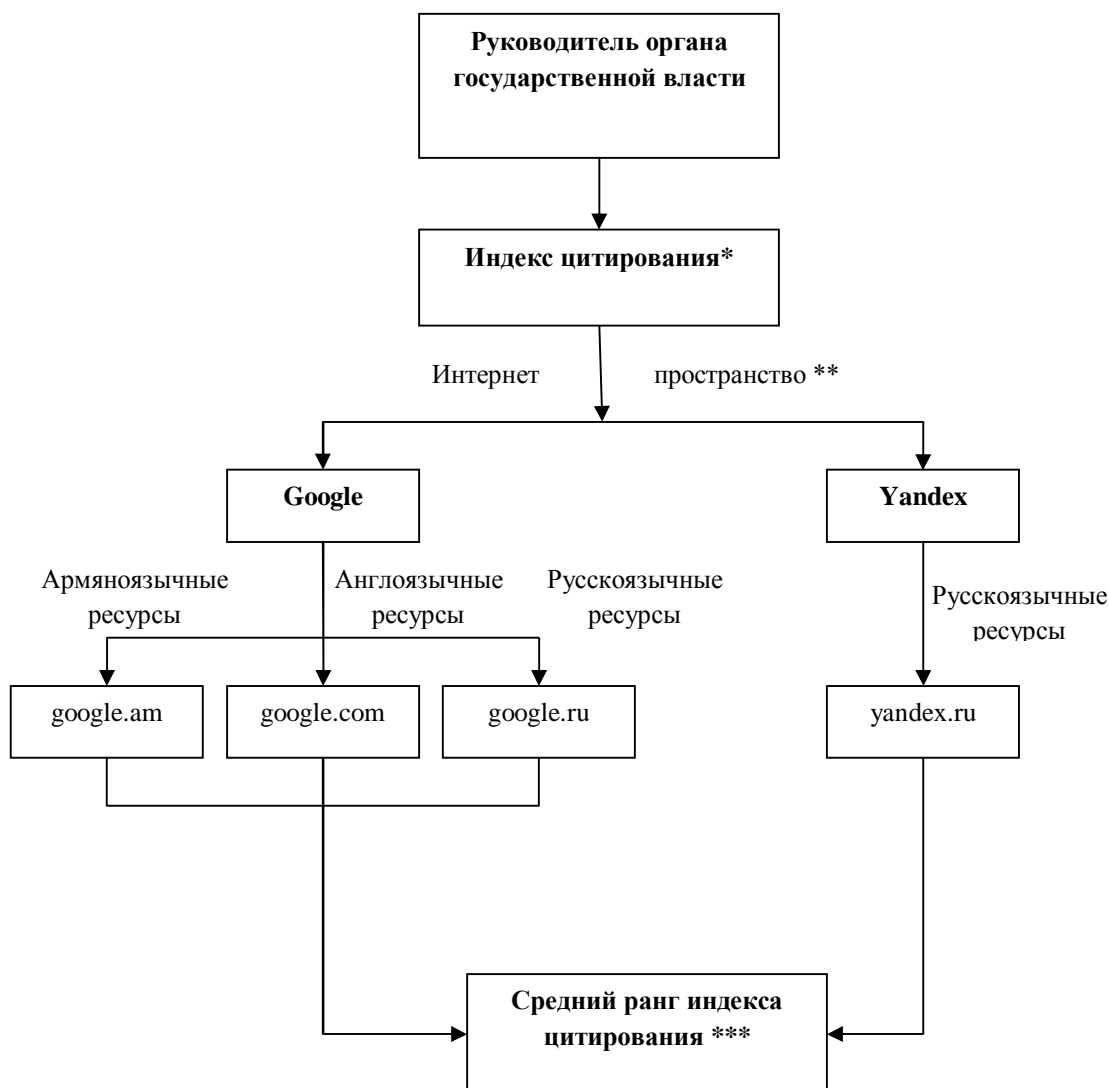 Руководитель органа
государственной власти
Индекс цитирования*
Интернет пространство **
Google
Yandex
Армяноязычные
ресурсы
Англоязычные
ресурсы
Русскоязычные
ресурсы
Русскоязычные
ресурсы
google.am
google.com
google.ru
yandex.ru
Средний ранг индекса
цитирования ***